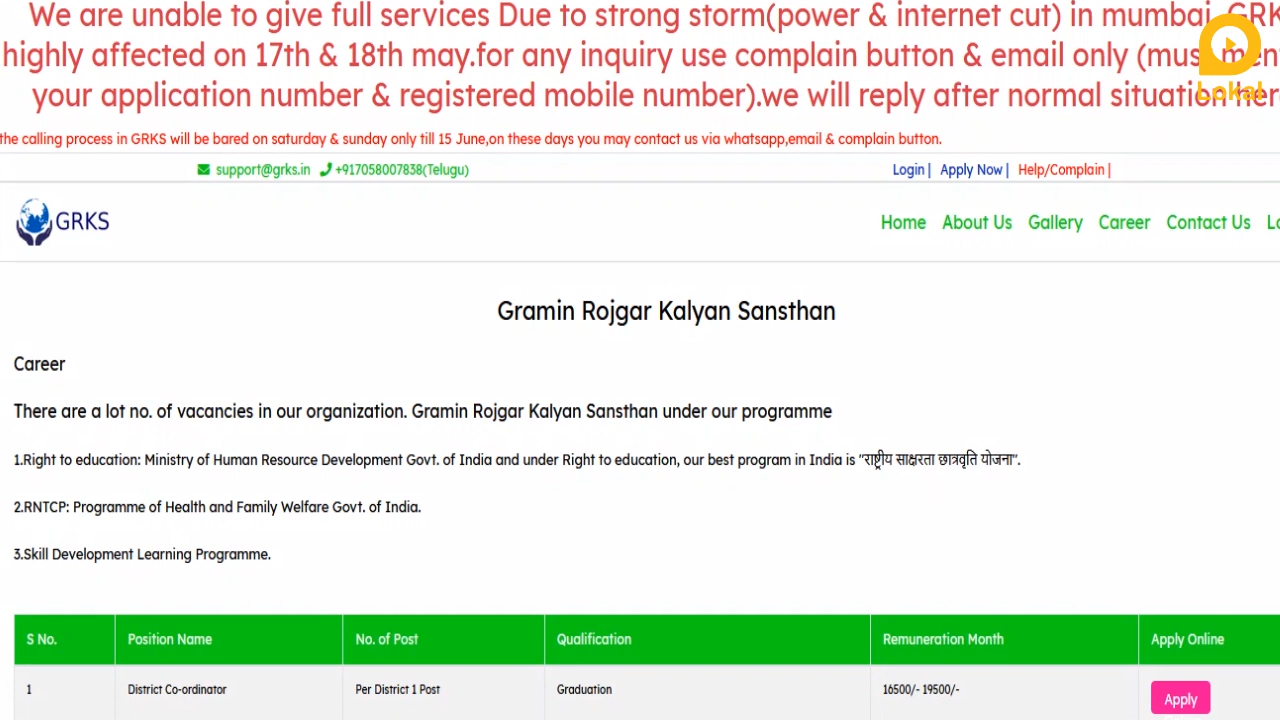 We are unable to give full services Due to strong storm(power & internet cut) in mumbai.
highly affected on 17th & 18th may.for any inquiry use complain button & email only
your application number & registered mobile number).we will reply after normal situation
Lokal
the calling process in GRKS will be bared on saturday & sunday only till 15 June,on these days you may contact us via whatsapp,email & complain button.
support@grks.in +917058007838(Telugu) Login | Apply Now | Help/Complain |
GRKS Home About Us Gallery Career Contact Us
Gramin Rojgar Kalyan Sansthan
Career
There are a lot no. of vacancies in our organization. Gramin Rojgar Kalyan Sansthan under our programme
1.Right to education: Ministry of Human Resource Development Govt. of India and under Right to education, our best program in India is "राष्ट्रीय साक्षरता छात्रवृति योजना".
2.RNTCP: Programme of Health and Family Welfare Govt. of India.
3.Skill Development Learning Programme.
S No. Position Name No. of Post Qualification Remuneration Month Apply Online
1 District Co-ordinator Per District 1 Post Graduation 16500/- 19500/- Apply